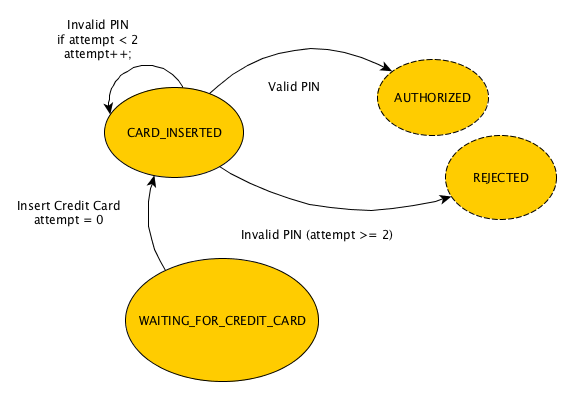 Invalid PIN
if attempt < 2
attempt++;
Valid PIN
AUTHORIZED
CARD_INSERTED
REJECTED
Insert Credit Card
attempt = 0
Invalid PIN (attempt >= 2)
WAITING_FOR_CREDIT_CARD